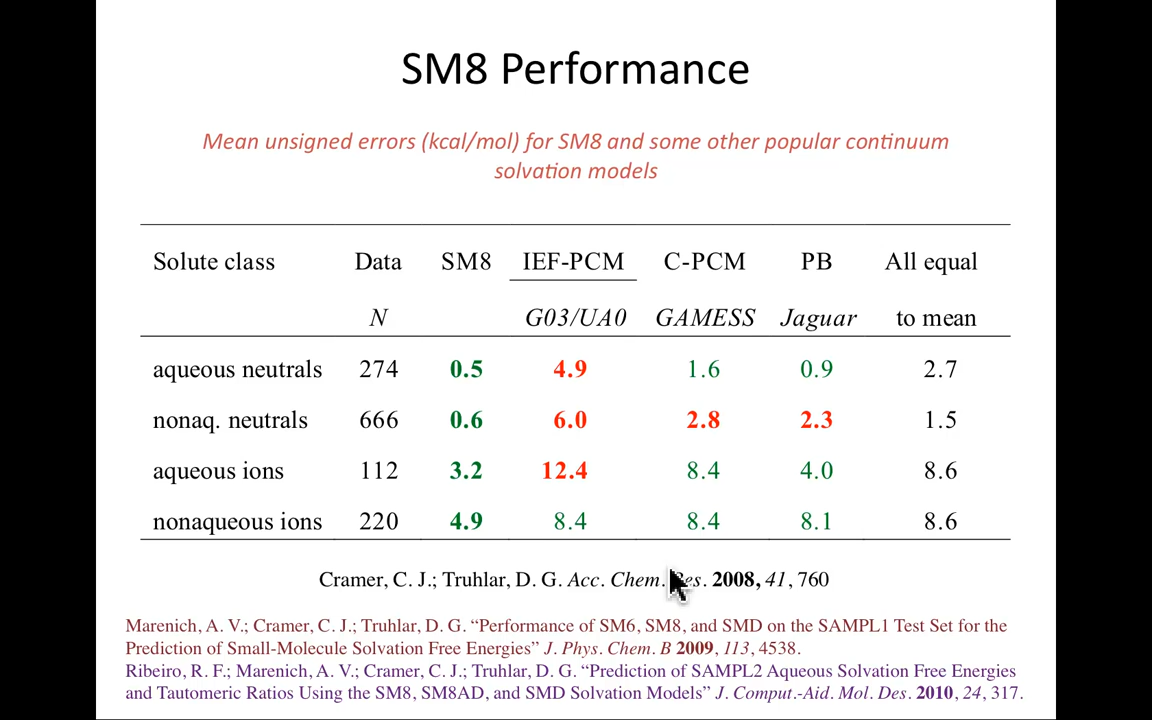 SM8 Performance
Mean unsigned errors (kcal/mol) for SM8 and some other popular continuum
solvation models
Solute class Data SM8 IEF-PCM C-PCM PB All equal
N G03/UA0 GAMESS Jaguar to mean
aqueous neutrals 274 0.5 4.9 1.6 0.9 2.7
nonaq. neutrals 666 0.6 6.0 2.8 2.3 1.5
aqueous ions 112 3.2 12.4 8.4 4.0 8.6
nonaqueous ions 220 4.9 8.4 8.4 8.1 8.6
Cramer, C. J.; Truhlar, D. G. Acc. Chem. Res. 2008, 41, 760
Marenich, A. V.; Cramer, C. J.; Truhlar, D. G. “Performance of SM6, SM8, and SMD on the SAMPL1 Test Set for the
Prediction of Small-Molecule Solvation Free Energies” J. Phys. Chem. B 2009, 113, 4538.
Ribeiro, R. F.; Marenich, A. V.; Cramer, C. J.; Truhlar, D. G. “Prediction of SAMPL2 Aqueous Solvation Free Energies
and Tautomeric Ratios Using the SM8, SM8AD, and SMD Solvation Models” J. Comput.-Aid. Mol. Des. 2010, 24, 317.